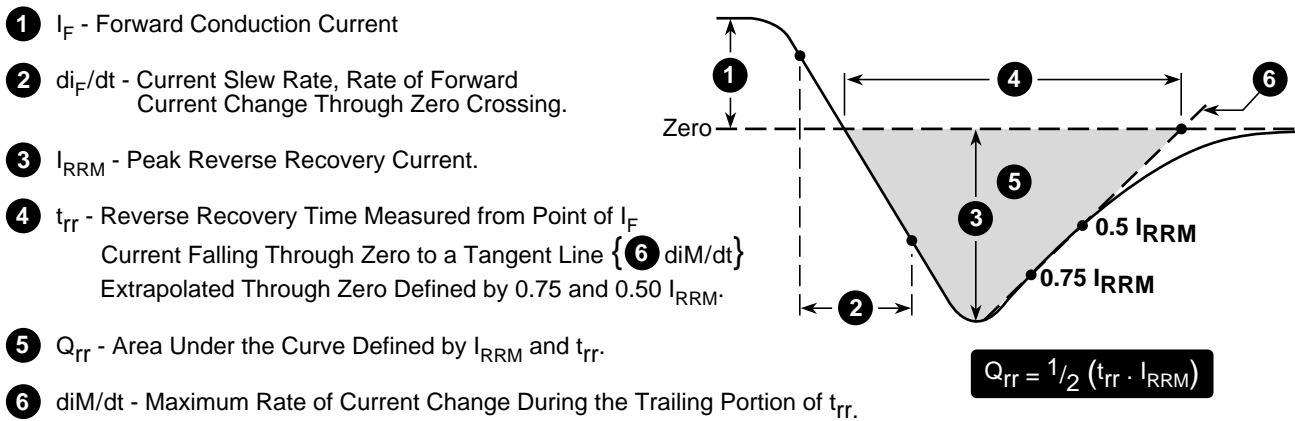 1 I_F - Forward Conduction Current
2 di_F/dt - Current Slew Rate, Rate of Forward
Current Change Through Zero Crossing.
3 I_RRM - Peak Reverse Recovery Current.
4 t_rr - Reverse Recovery Time Measured from Point of I_F
Current Falling Through Zero to a Tangent Line {6 diM/dt}
Extrapolated Through Zero Defined by 0.75 and 0.50 I_RRM.
5 Q_rr - Area Under the Curve Defined by I_RRM and t_rr.
6 diM/dt - Maximum Rate of Current Change During the Trailing Portion of t_rr.
1
4
6
Zero
5
3
0.5 I_RRM
0.75 I_RRM
2
Q_rr = 1/2 (t_rr . I_RRM)